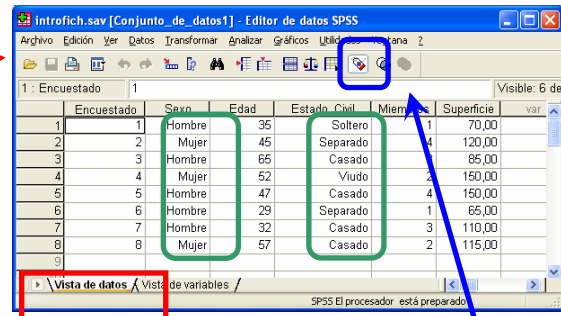 introfich.sav [Conjunto_de_datos1] - Editor de datos SPSS
Archivo Edición Ver Datos Transformar Analizar Gráficos Utilidades Ventana ?
1 : Encuestado 1 Visible: 6 de
Encuestado Sexo Edad Estado_Civil Miembros Superficie var
1 1 Hombre 35 Soltero 1 70,00
2 2 Mujer 45 Separado 4 120,00
3 3 Hombre 65 Casado 85,00
4 4 Mujer 52 Viudo 2 150,00
5 5 Hombre 47 Casado 4 150,00
6 6 Hombre 29 Separado 1 65,00
7 7 Hombre 32 Casado 3 110,00
8 8 Mujer 57 Casado 2 115,00
9
Vista de datos Vista de variables
SPSS El procesador está preparado